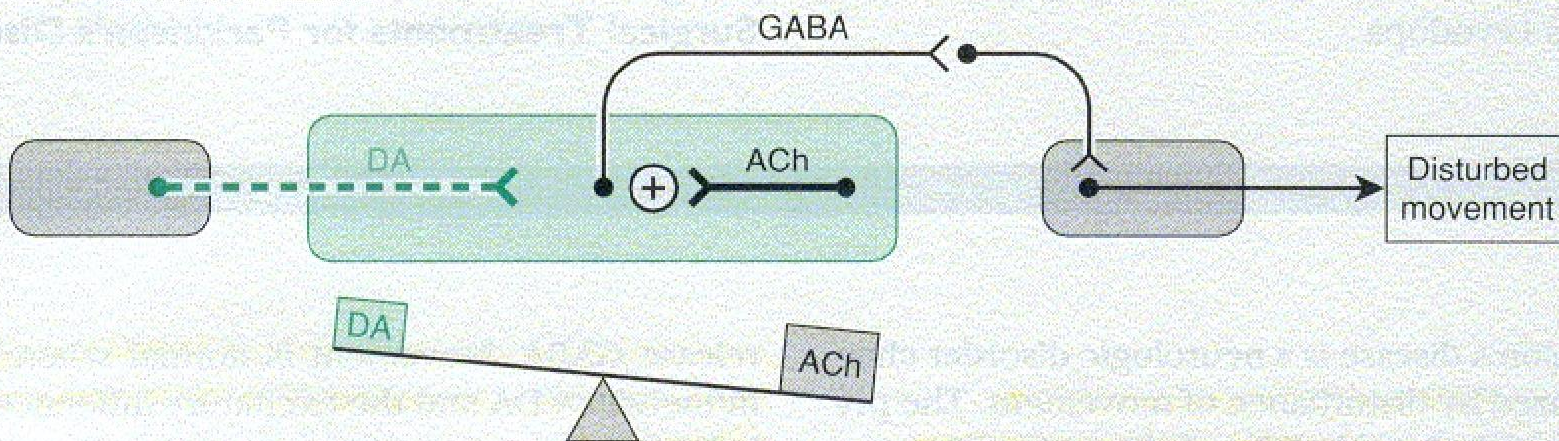 GABA
DA
ACh
+
Disturbed
movement
DA
ACh